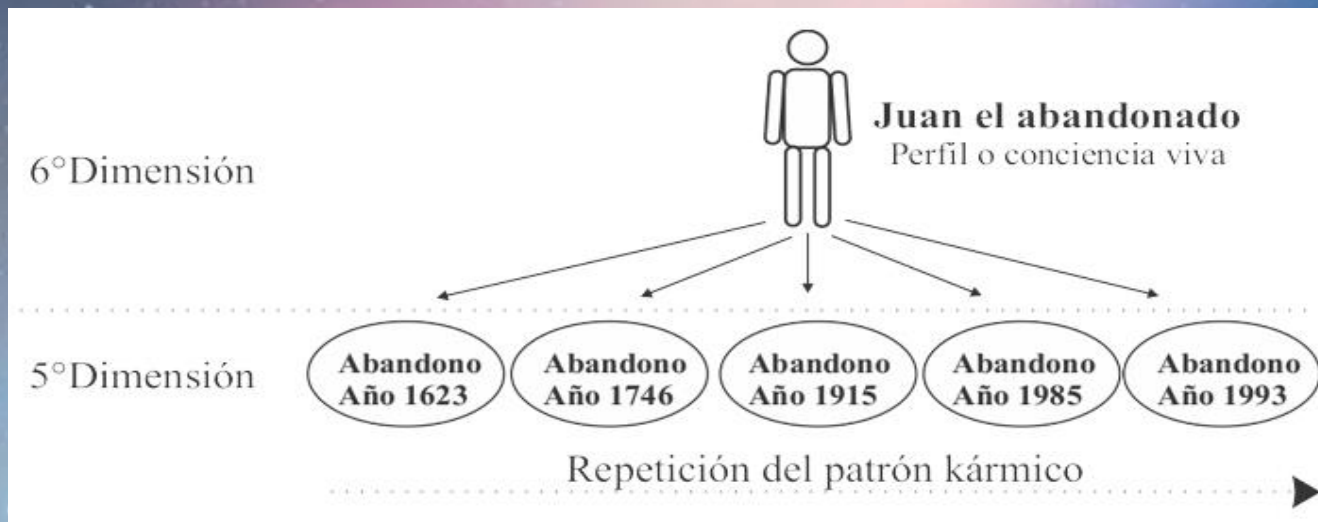 Juan el abandonado
Perfil o conciencia viva
6°Dimensión
5°Dimensión
Abandono
Año 1623
Abandono
Año 1746
Abandono
Año 1915
Abandono
Año 1985
Abandono
Año 1993
Repetición del patrón kármico